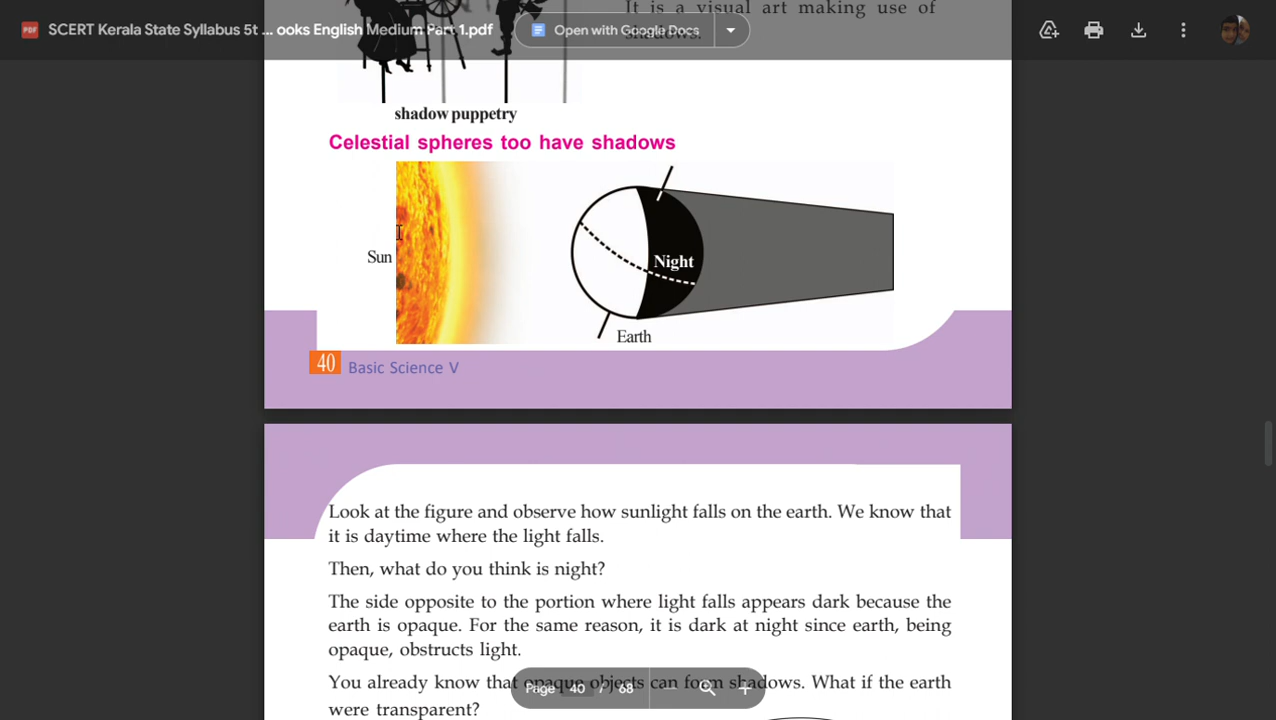 It is a visual art making use of
SCERT Kerala State Syllabus 5t ... ooks English Medium Part 1.pdf
Open with Google Docs
shadows.
shadow puppetry
Celestial spheres too have shadows
Sun
Night
Earth
40
Basic Science V
Look at the figure and observe how sunlight falls on the earth. We know that
it is daytime where the light falls.
Then, what do you think is night?
The side opposite to the portion where light falls appears dark because the
earth is opaque. For the same reason, it is dark at night since earth, being
opaque, obstructs light.
You already know that opaque objects can form shadows. What if the earth
were transparent?
Page 40 / 68